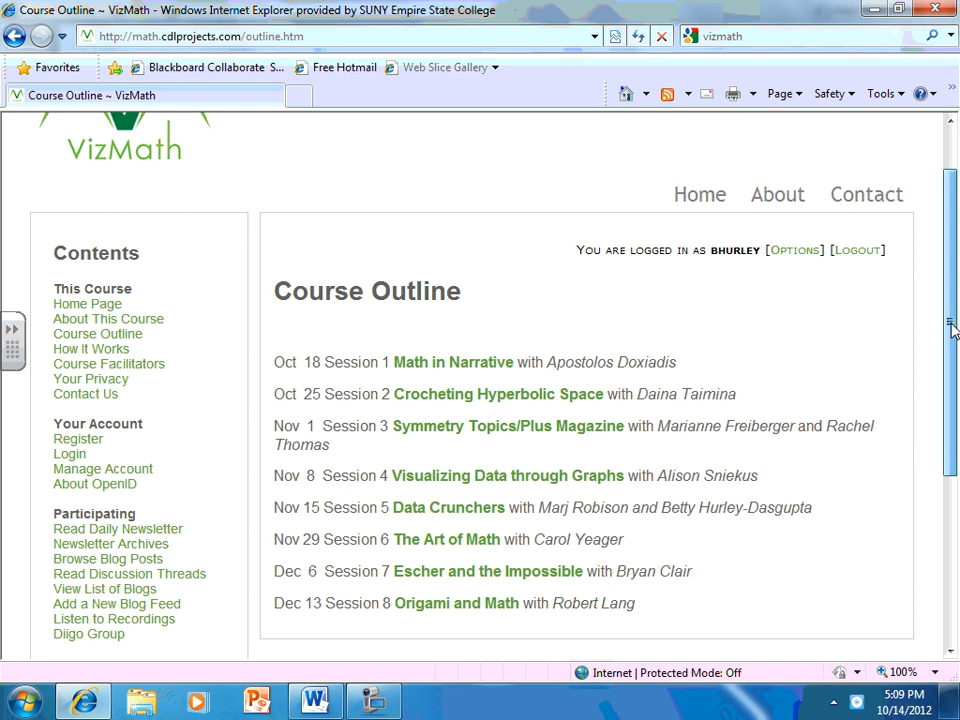 Course Outline ~ VizMath - Windows Internet Explorer provided by SUNY Empire State College
http://math.cdlprojects.com/outline.htm
vizmath
Favorites
Blackboard Collaborate S...
Free Hotmail
Web Slice Gallery
Course Outline ~ VizMath
Page
Safety
Tools
VizMath
Home
About
Contact
YOU ARE LOGGED IN AS BHURLEY [OPTIONS] [LOGOUT]
Contents
This Course
Home Page
About This Course
Course Outline
How It Works
Course Facilitators
Your Privacy
Contact Us
Your Account
Register
Login
Manage Account
About OpenID
Participating
Read Daily Newsletter
Newsletter Archives
Browse Blog Posts
Read Discussion Threads
View List of Blogs
Add a New Blog Feed
Listen to Recordings
Diigo Group
Course Outline
Oct 18 Session 1 Math in Narrative with Apostolos Doxiadis
Oct 25 Session 2 Crocheting Hyperbolic Space with Daina Taimina
Nov 1 Session 3 Symmetry Topics/Plus Magazine with Marianne Freiberger and Rachel
Thomas
Nov 8 Session 4 Visualizing Data through Graphs with Alison Sniekus
Nov 15 Session 5 Data Crunchers with Marj Robison and Betty Hurley-Dasgupta
Nov 29 Session 6 The Art of Math with Carol Yeager
Dec 6 Session 7 Escher and the Impossible with Bryan Clair
Dec 13 Session 8 Origami and Math with Robert Lang
Internet | Protected Mode: Off
100%
5:09 PM
10/14/2012